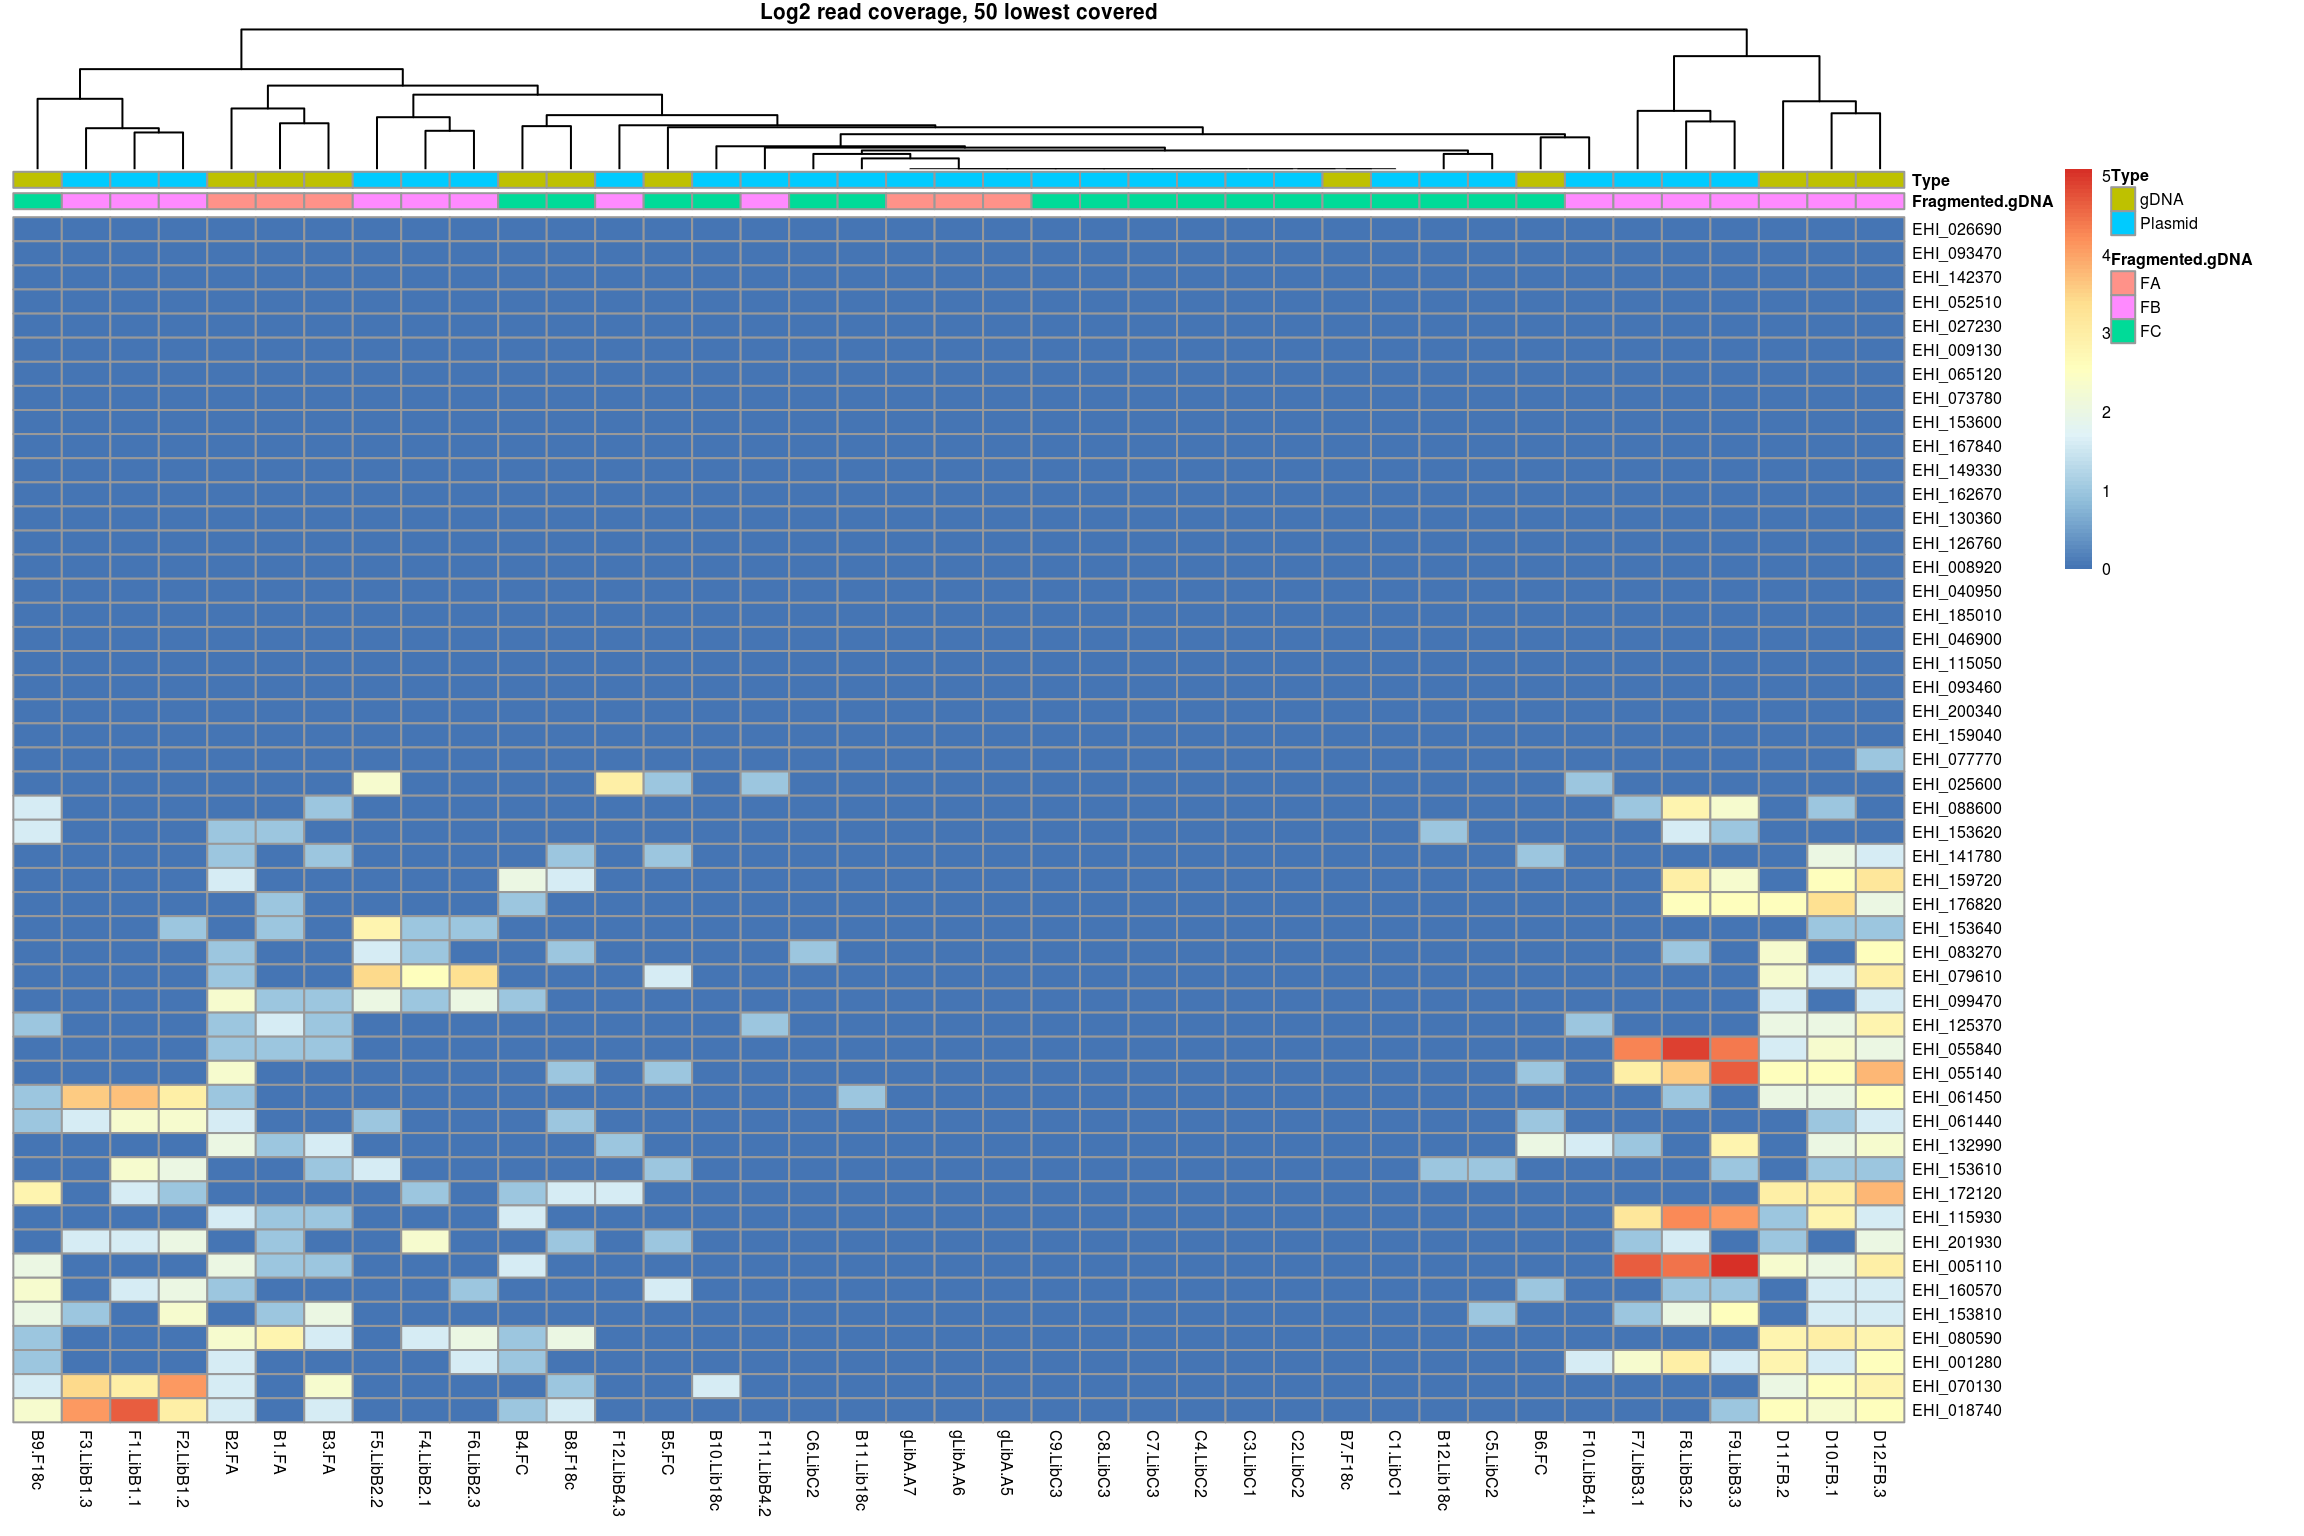 Log2 read coverage, 50 lowest covered
Type
Fragmented.gDNA
EHI_026690
EHI_093470
EHI_142370
EHI_052510
EHI_027230
EHI_009130
EHI_065120
EHI_073780
EHI_153600
EHI_167840
EHI_149330
EHI_162670
EHI_130360
EHI_126760
EHI_008920
EHI_040950
EHI_185010
EHI_046900
EHI_115050
EHI_093460
EHI_200340
EHI_159040
EHI_077770
EHI_025600
EHI_088600
EHI_153620
EHI_141780
EHI_159720
EHI_176820
EHI_153640
EHI_083270
EHI_079610
EHI_099470
EHI_125370
EHI_055840
EHI_055140
EHI_061450
EHI_061440
EHI_132990
EHI_153610
EHI_172120
EHI_115930
EHI_201930
EHI_005110
EHI_160570
EHI_153810
EHI_080590
EHI_001280
EHI_070130
EHI_018740
B9.F18c
F3.LibB1.3
F1.LibB1.1
F2.LibB1.2
B2.FA
B1.FA
B3.FA
F5.LibB2.2
F4.LibB2.1
F6.LibB2.3
B4.FC
B8.F18c
F12.LibB4.3
B5.FC
B10.Lib18c
F11.LibB4.2
C6.LibC2
B11.Lib18c
gLibA.A7
gLibA.A6
gLibA.A5
C9.LibC3
C8.LibC3
C7.LibC3
C4.LibC2
C3.LibC1
C2.LibC2
B7.F18c
C1.LibC1
B12.Lib18c
C5.LibC2
B6.FC
F10.LibB4.1
F7.LibB3.1
F8.LibB3.2
F9.LibB3.3
D11.FB.2
D10.FB.1
D12.FB.3
5
4
3
2
1
0
Type
gDNA
Plasmid
Fragmented.gDNA
FA
FB
FC